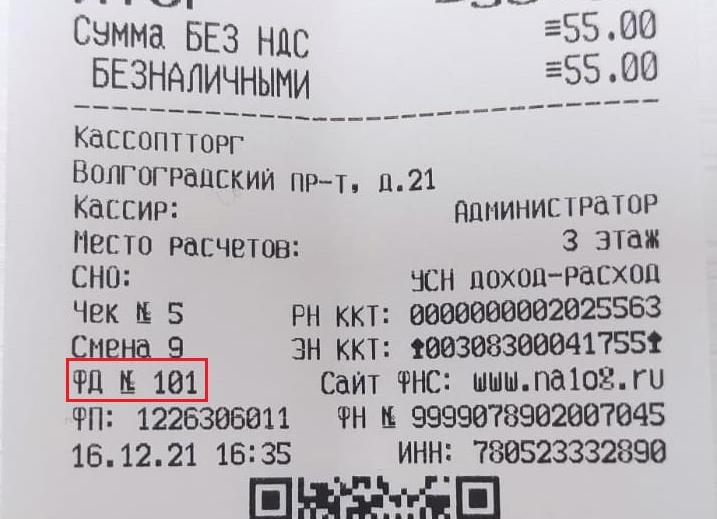 Сумма БЕЗ НДС ≡55.00
БЕЗНАЛИЧНЫМИ ≡55.00
Кассоптторг
Волгоградский пр-т, д.21
Кассир: Администратор
Место расчетов: 3 этаж
СНО: УСН доход-расход
Чек № 5 РН ККТ: 0000000002025563
Смена 9 ЗН ККТ: 00308300041755
ФД № 101 Сайт ФНС: www.nalog.ru
ФП: 1226306011 ФН № 9999078902007045
16.12.21 16:35 ИНН: 780523332890